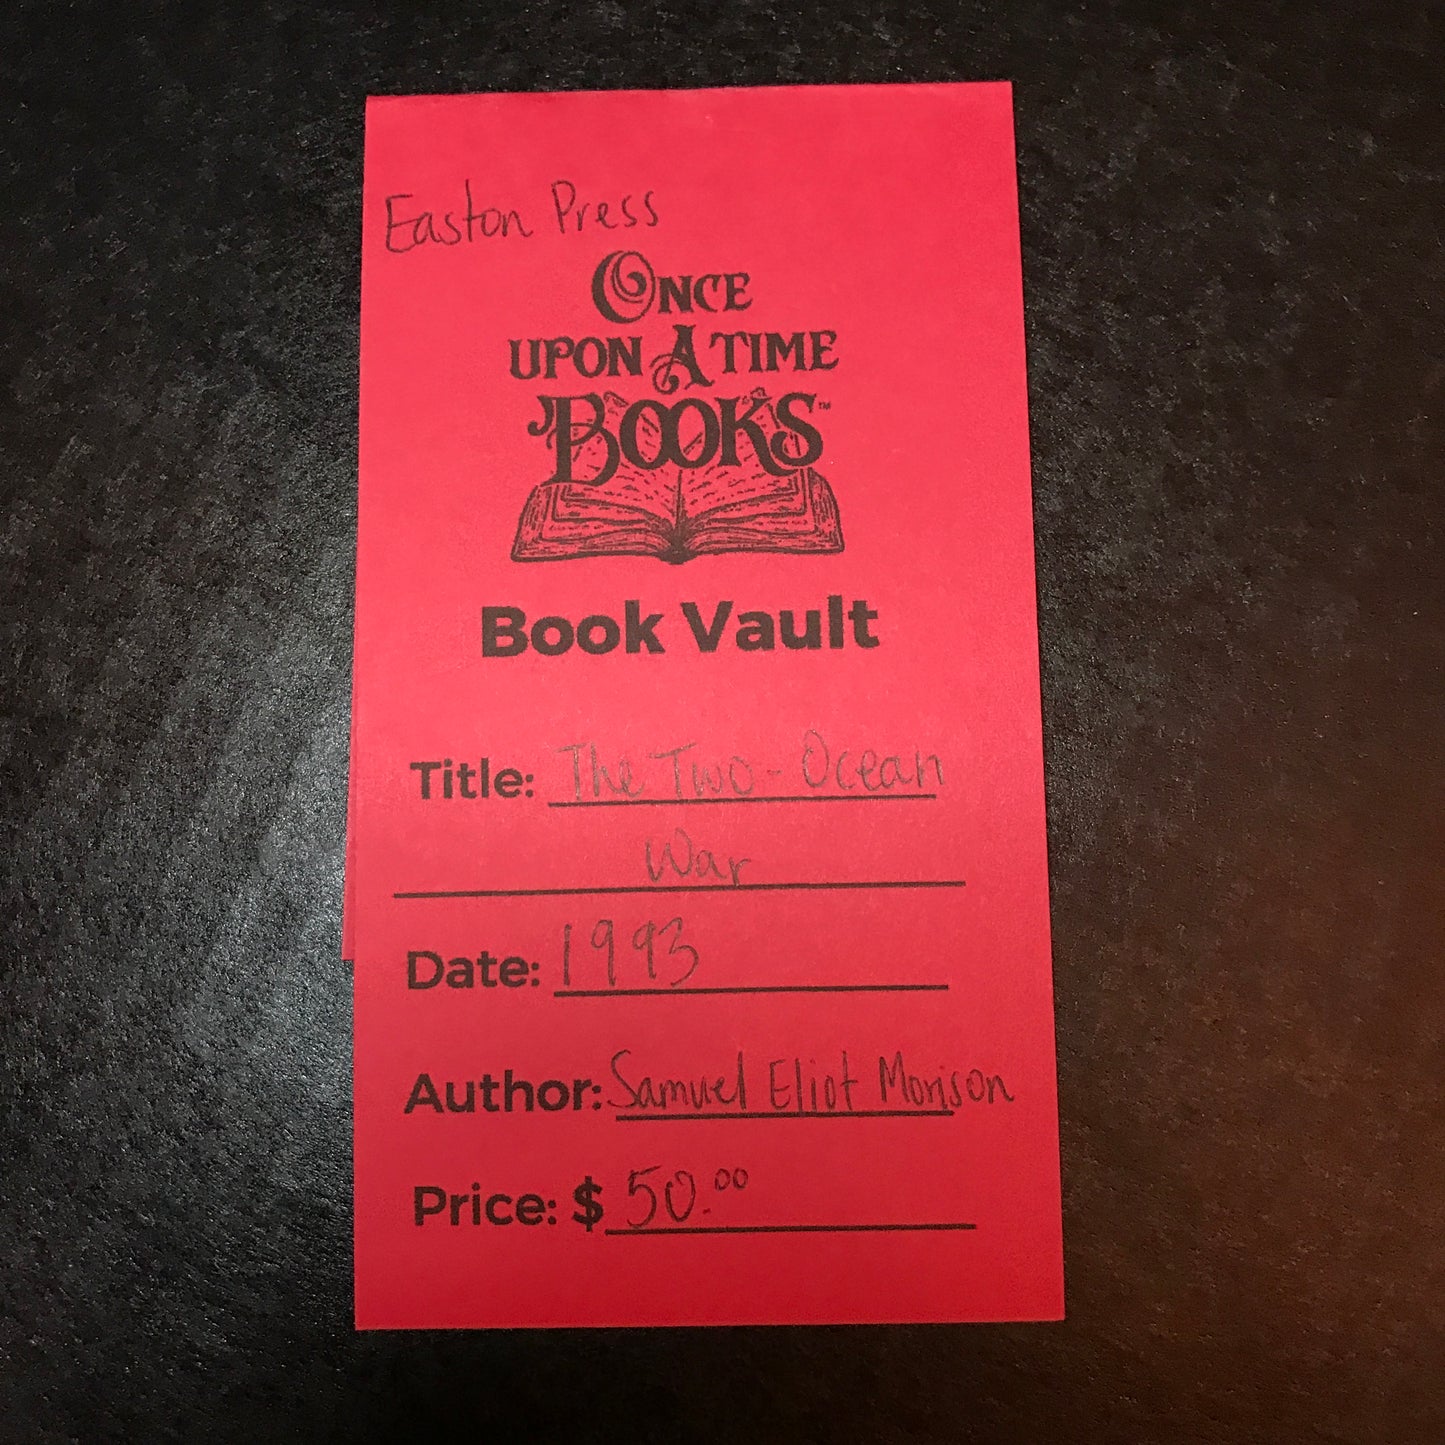 Easton Press
ONCE
UPON A TIME
BOOKS™
Book Vault
Title: The Two-Ocean
War
Date: 1993
Author: Samuel Eliot Morison
Price: $ 50.00